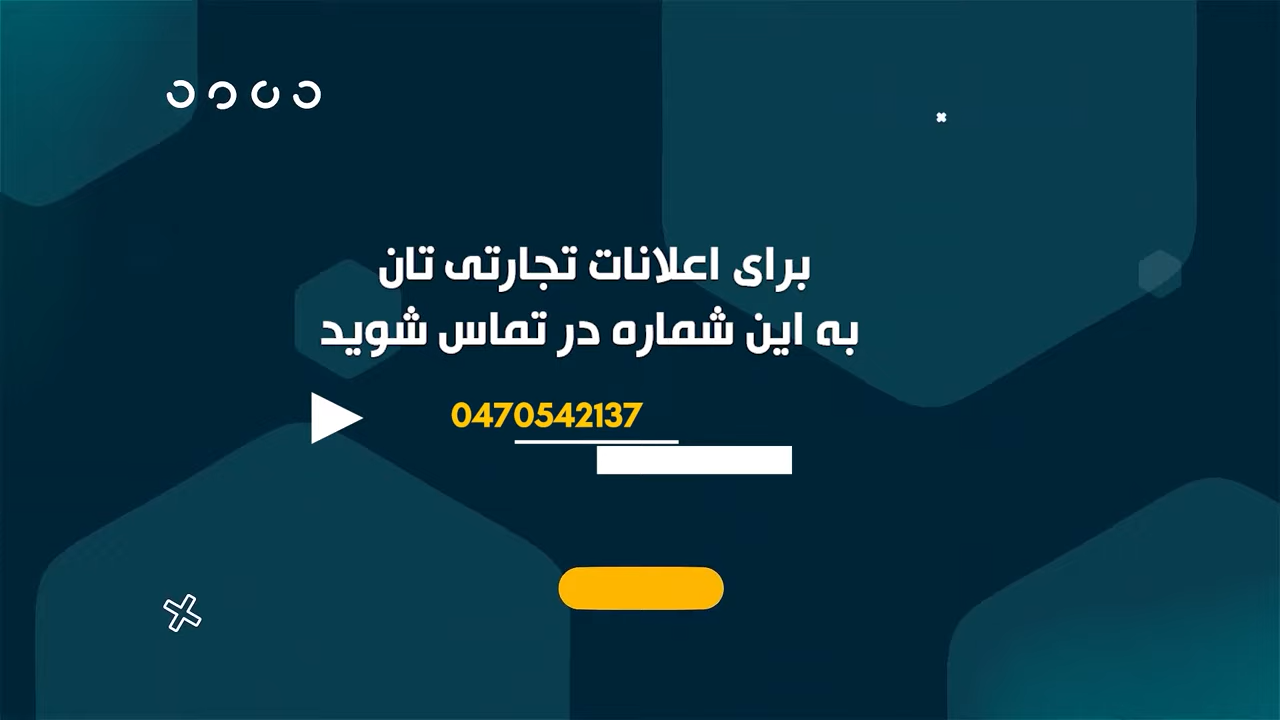 برای اعلانات تجارتی تان
به این شماره در تماس شوید
0470542137